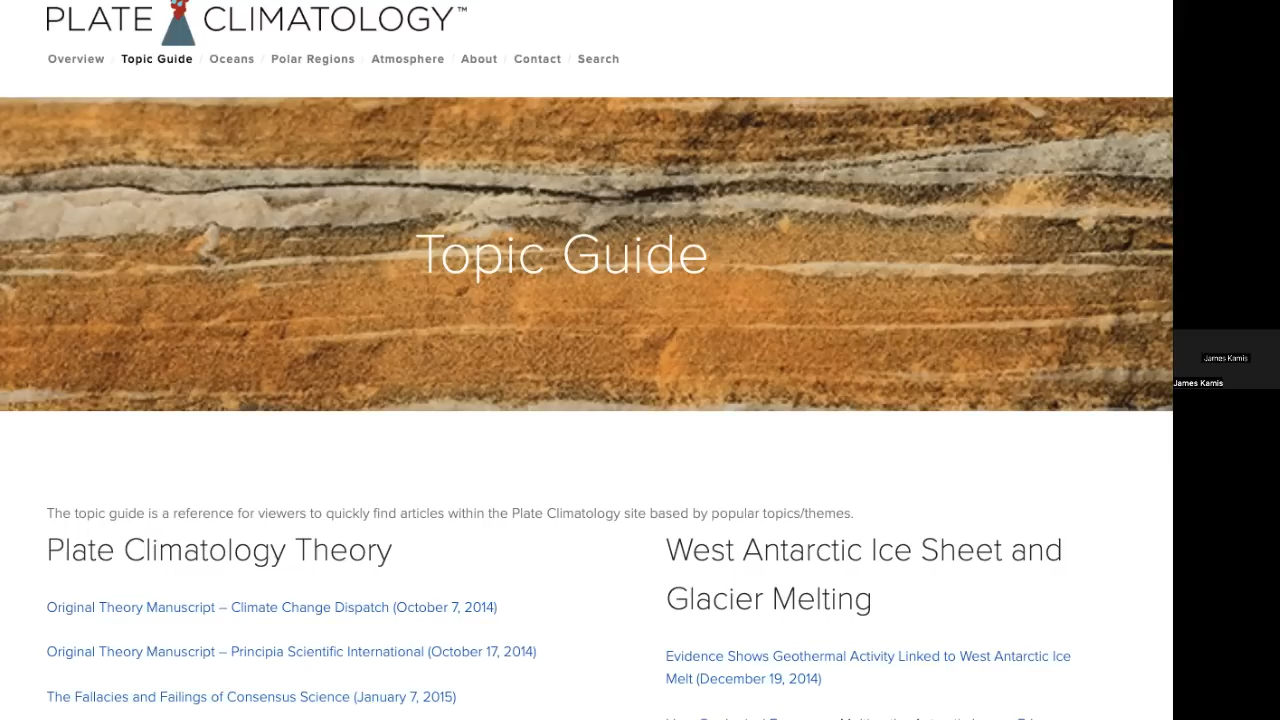 PLATE CLIMATOLOGY™
Overview / Topic Guide / Oceans / Polar Regions / Atmosphere / About / Contact / Search
Topic Guide
James Kamis
James Kamis
The topic guide is a reference for viewers to quickly find articles within the Plate Climatology site based by popular topics/themes.
Plate Climatology Theory
Original Theory Manuscript – Climate Change Dispatch (October 7, 2014)
Original Theory Manuscript – Principia Scientific International (October 17, 2014)
The Fallacies and Failings of Consensus Science (January 7, 2015)
West Antarctic Ice Sheet and
Glacier Melting
Evidence Shows Geothermal Activity Linked to West Antarctic Ice
Melt (December 19, 2014)